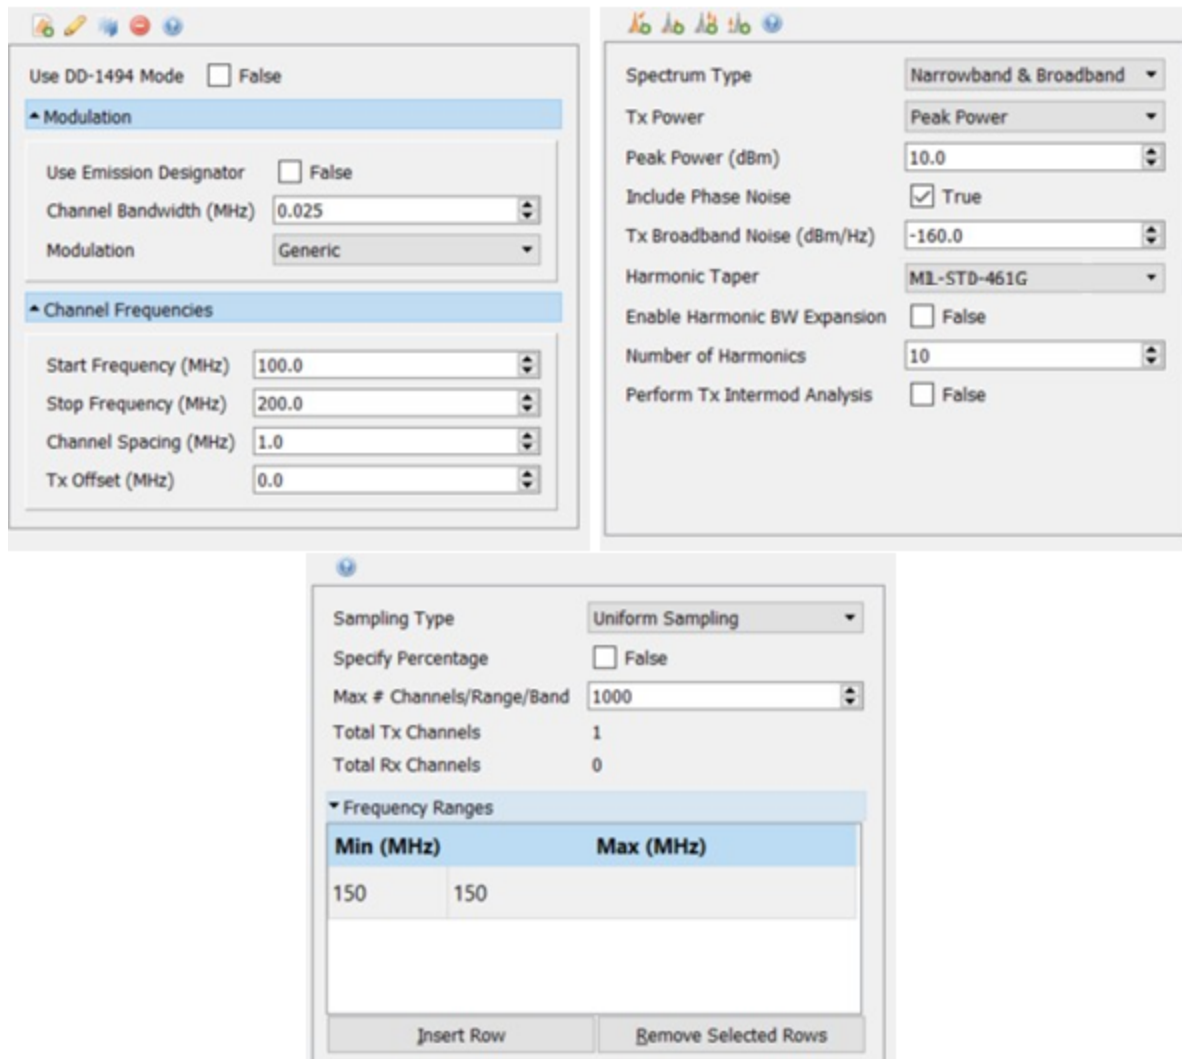 Use DD-1494 Mode False
Modulation
Use Emission Designator False
Channel Bandwidth (MHz) 0.025
Modulation Generic
Channel Frequencies
Start Frequency (MHz) 100.0
Stop Frequency (MHz) 200.0
Channel Spacing (MHz) 1.0
Tx Offset (MHz) 0.0
Spectrum Type Narrowband & Broadband
Tx Power Peak Power
Peak Power (dBm) 10.0
Include Phase Noise True
Tx Broadband Noise (dBm/Hz) -160.0
Harmonic Taper MIL-STD-461G
Enable Harmonic BW Expansion False
Number of Harmonics 10
Perform Tx Intermod Analysis False
Sampling Type Uniform Sampling
Specify Percentage False
Max # Channels/Range/Band 1000
Total Tx Channels 1
Total Rx Channels 0
Frequency Ranges
Min (MHz) Max (MHz)
150 150
Insert Row Remove Selected Rows